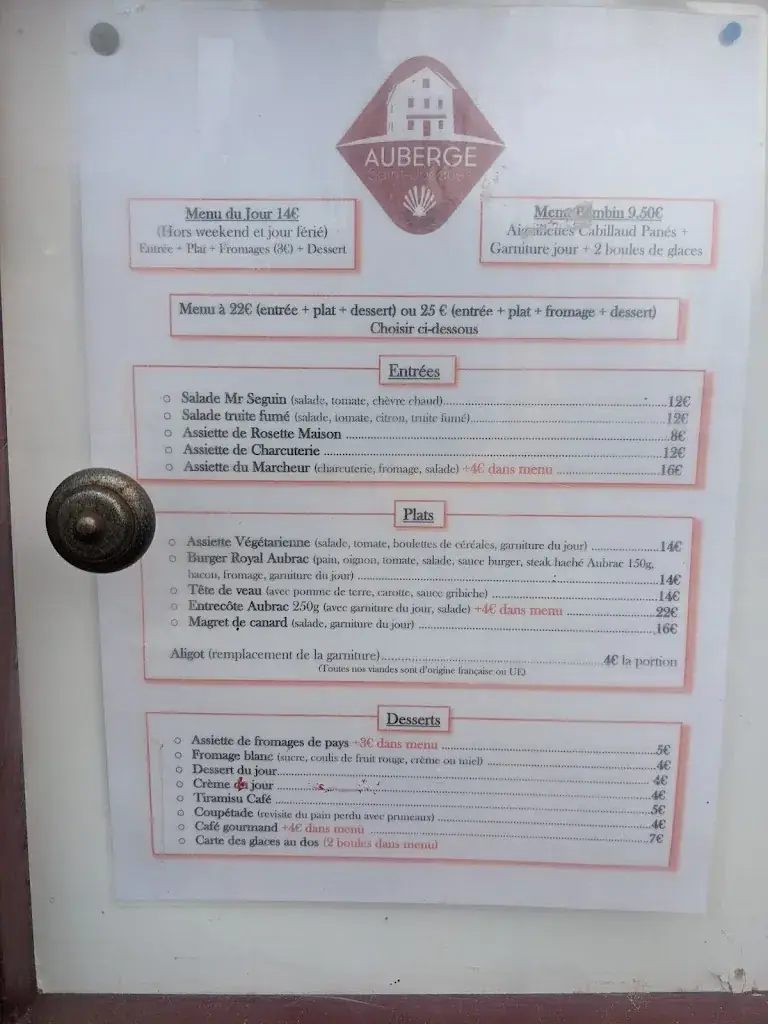 AUBERGE
Menu du Jour 14€
(Hors weekend et jour férié)
Entrée + Plat + Fromages (3€) + Dessert
9.50€
Aiguillettes Cabillaud Panés +
Garniture jour + 2 boules de glaces
Menu à 22€ (entrée + plat + dessert) ou 25 € (entrée + plat + fromage + dessert)
Choisir ci-dessous
Entrées
Salade Mr Seguin (salade, tomate, chèvre chaud) 12€
Salade truite fumé (salade, tomate, citron, truite fumé) 12€
Assiette de Rosette Maison 8€
Assiette de Charcuterie 12€
Assiette du Marcheur (charcuterie, fromage, salade) +4€ dans menu 16€
Plats
Assiette Végétarienne (salade, tomate, boulettes de céréales, garniture du jour) 14€
Burger Royal Aubrac (pain, oignon, tomate, salade, sauce burger, steak haché Aubrac 150g,
bacon, fromage, garniture du jour) 14€
Tête de veau (avec pomme de terre, carotte, sauce gribiche) 14€
Entrecôte Aubrac 250g (avec garniture du jour, salade) +4€ dans menu 22€
Magret de canard (salade, garniture du jour) 16€
Aligot (remplacement de la garniture) 4€ la portion
(Toutes nos viandes sont d'origine française ou UE)
Desserts
Assiette de fromages de pays +3€ dans menu 5€
Fromage blanc (sucre, coulis de fruit rouge, crème ou miel) 4€
Dessert du jour 4€
Crème jour 4€
Tiramisu Café 5€
Coupétade (revisite du pain perdu avec pruneaux) 4€
Café gourmand +4€ dans menu 7€
Carte des glaces au dos (2 boules dans menu)